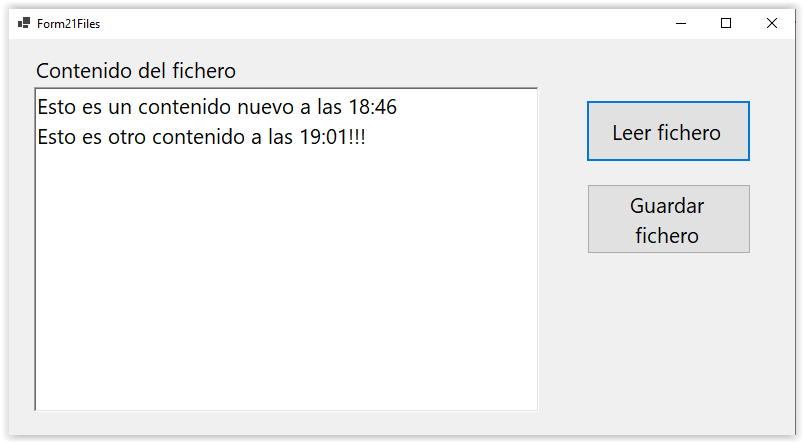 Form21Files
Contenido del fichero
Esto es un contenido nuevo a las 18:46
Esto es otro contenido a las 19:01!!!
Leer fichero
Guardar
fichero